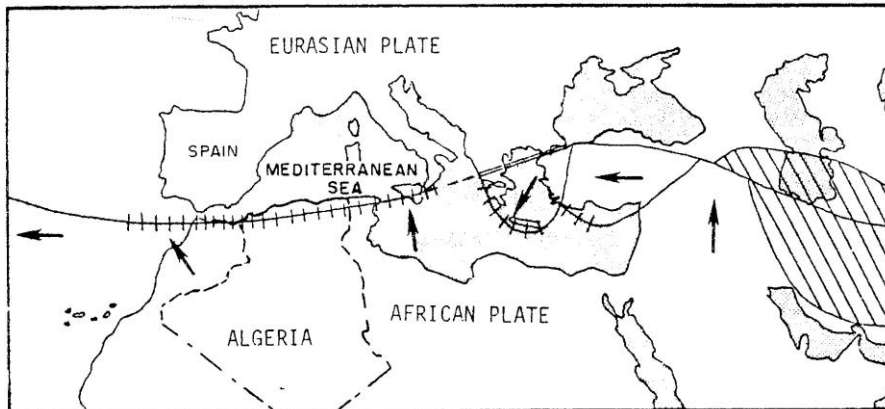 EURASIAN PLATE
SPAIN
MEDITERRANEAN
SEA
AFRICAN PLATE
ALGERIA